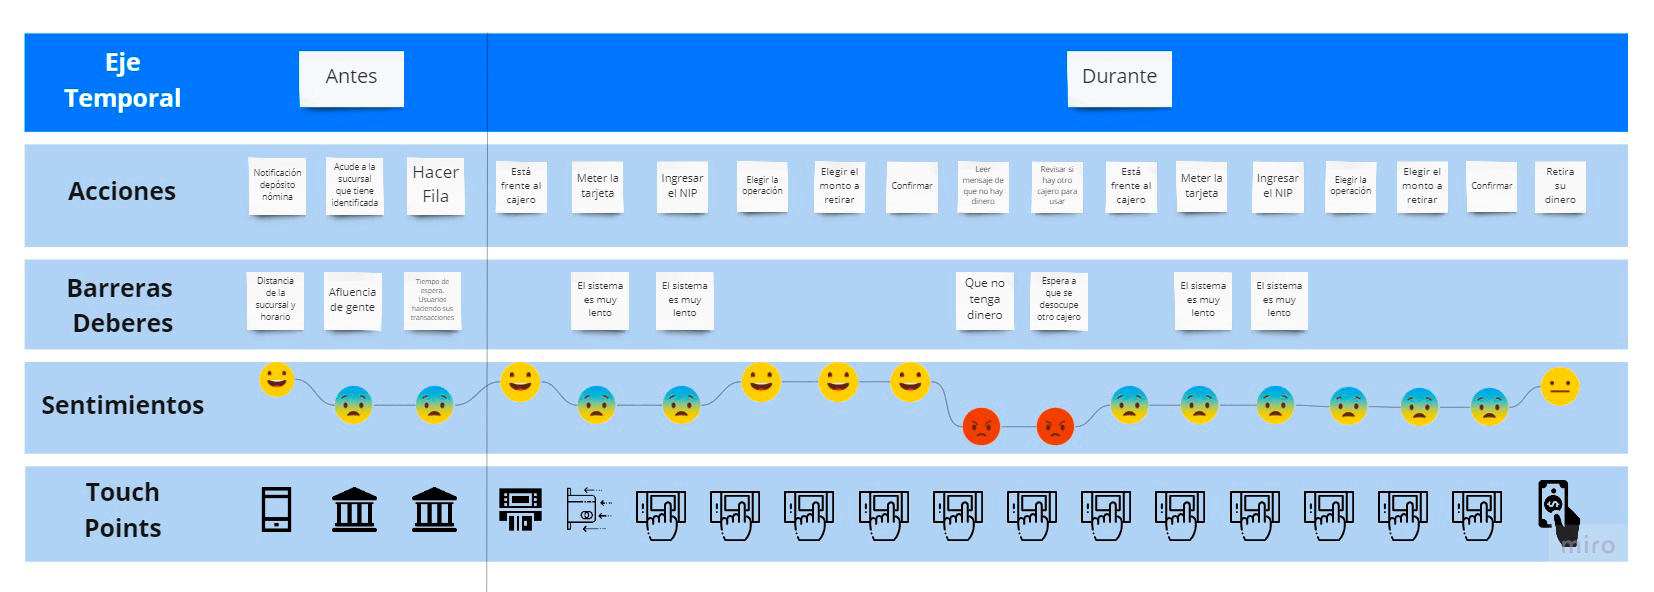 Eje
Temporal
Antes
Durante
Acciones
Notificación
depósito
nómina
Acude a la
sucursal
que tiene
identificada
Hacer
Fila
Está
frente al
cajero
Meter la
tarjeta
Ingresar
el NIP
Elegir la
operación
Elegir el
monto a
retirar
Confirmar
Leer
mensaje de
que no hay
dinero
Revisar si
hay otro
cajero para
usar
Está
frente al
cajero
Meter la
tarjeta
Ingresar
el NIP
Elegir la
operación
Elegir el
monto a
retirar
Confirmar
Retira
su
dinero
Barreras
Deberes
Distancia
de la
sucursal y
horario
Afluencia
de gente
Tiempo de
espera.
Usuarios
haciendo sus
transacciones
El sistema
es muy
lento
El sistema
es muy
lento
Que no
tenga
dinero
Espera a
que se
desocupe
otro cajero
El sistema
es muy
lento
El sistema
es muy
lento
Sentimientos
Touch
Points
miro